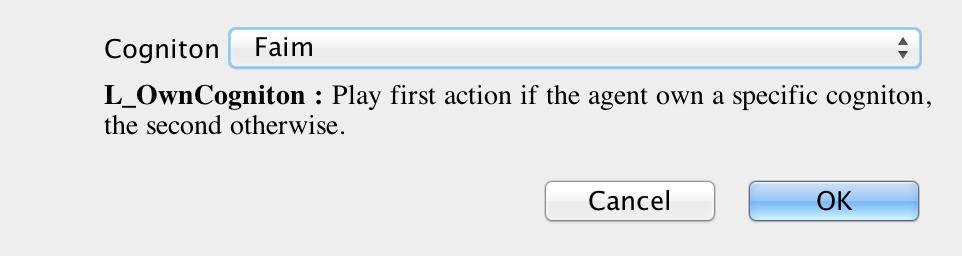 Cogniton Faim
L_OwnCogniton : Play first action if the agent own a specific cogniton,
the second otherwise.
Cancel OK